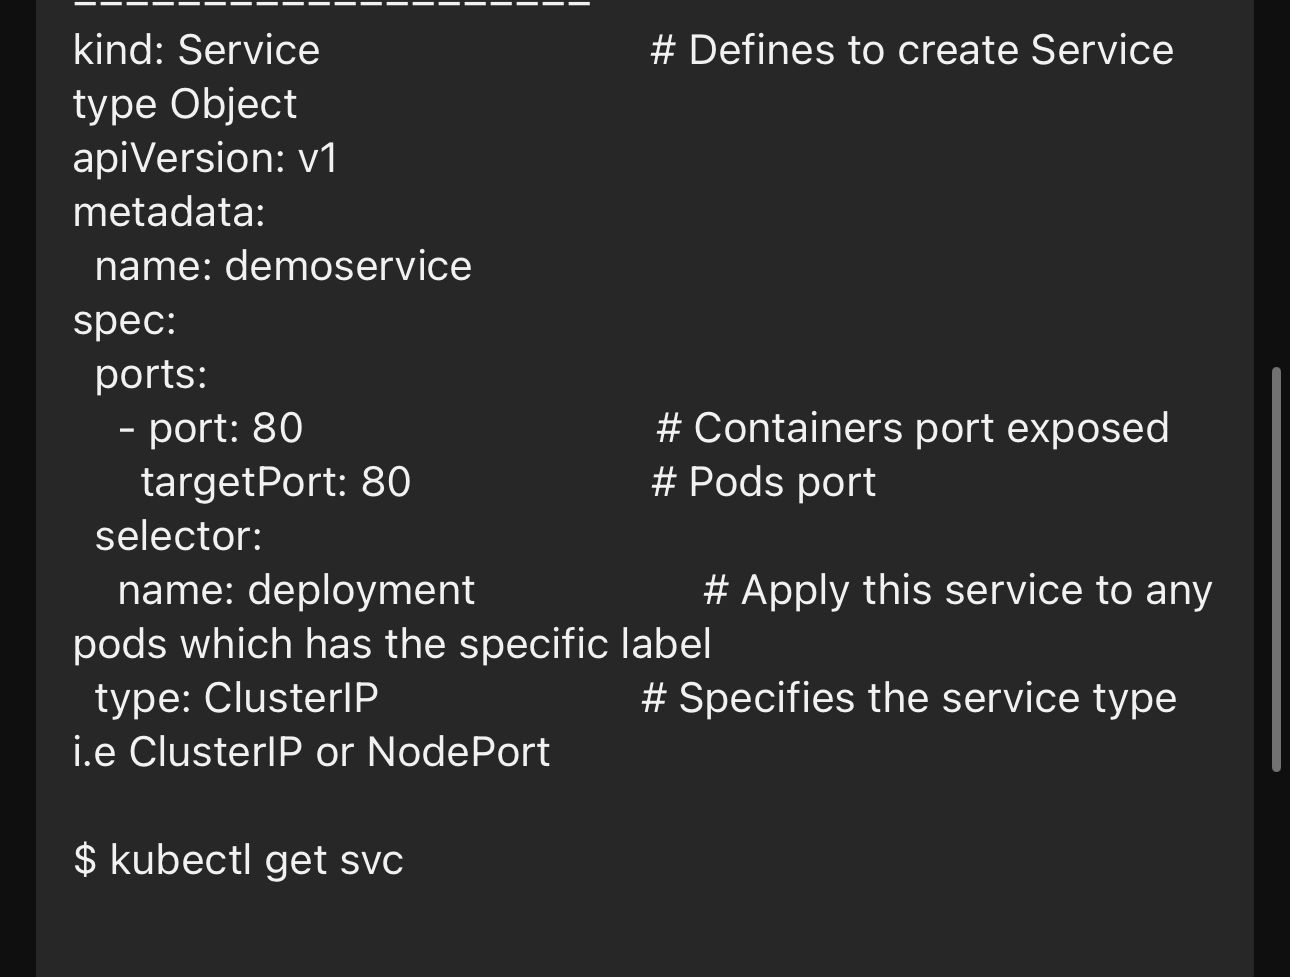 kind: Service                              # Defines to create Service
type Object
apiVersion: v1
metadata:
  name: demoservice
spec:
  ports:
    - port: 80                                # Containers port exposed
      targetPort: 80                      # Pods port
  selector:
    name: deployment                     # Apply this service to any
pods which has the specific label
  type: ClusterIP                        # Specifies the service type
i.e ClusterIP or NodePort
$ kubectl get svc